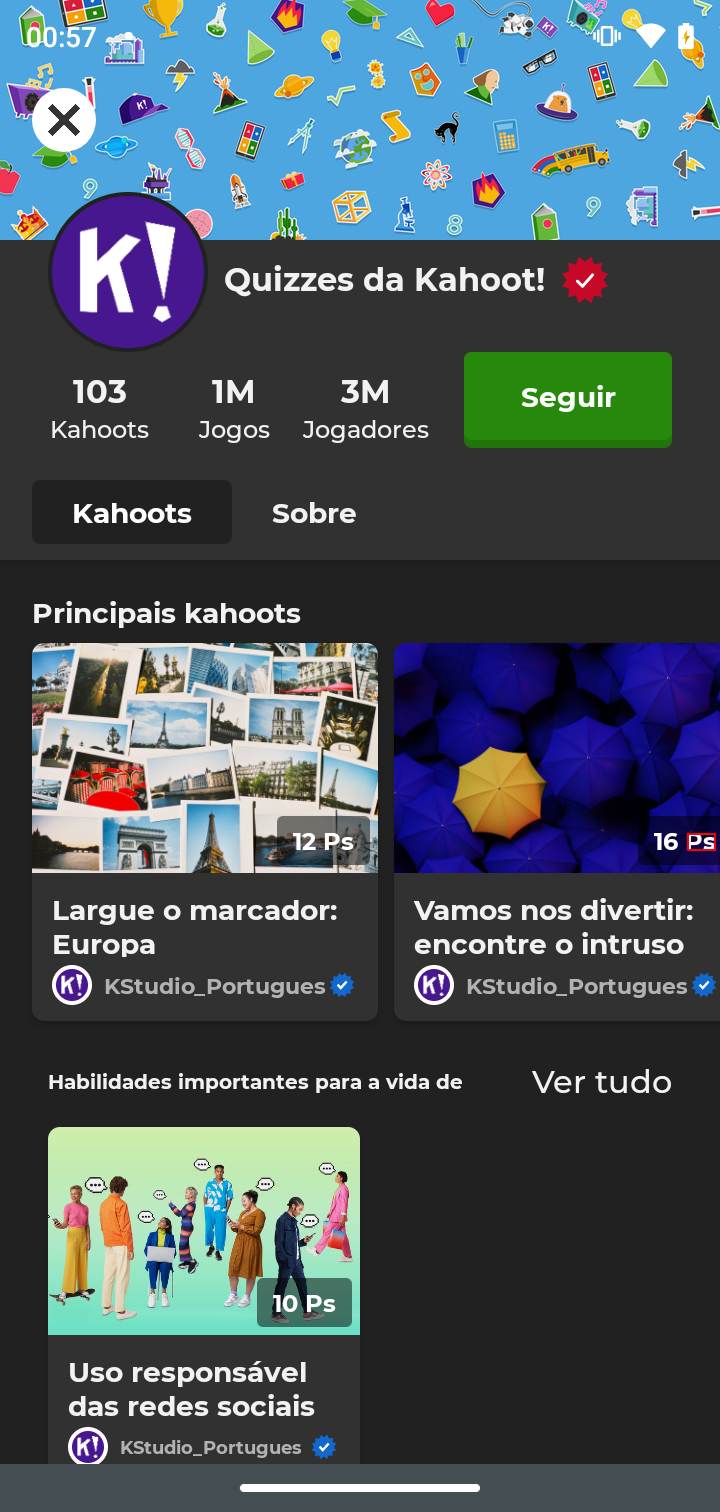 00:57
K!
Quizzes da Kahoot!
103
Kahoots
1M
Jogos
3M
Jogadores
Seguir
Kahoots
Sobre
Principais kahoots
12 Ps
16 Ps
Largue o marcador:
Europa
K! KStudio_Portugues
Vamos nos divertir:
encontre o intruso
K! KStudio_Portugues
Habilidades importantes para a vida de
Ver tudo
10 Ps
Uso responsável
das redes sociais
K! KStudio_Portugues